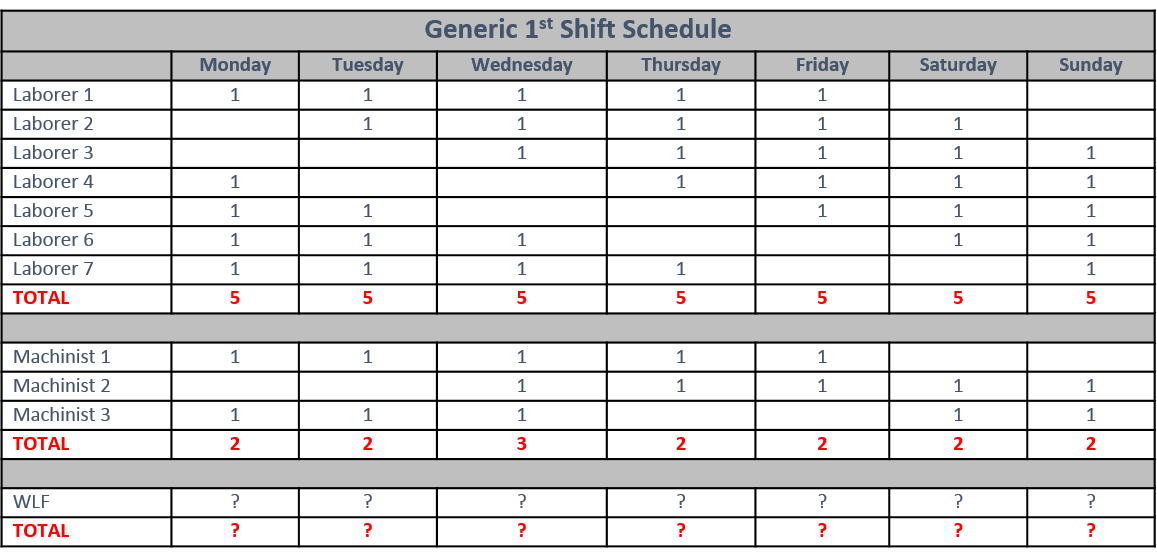 Generic 1st Shift Schedule
Monday Tuesday Wednesday Thursday Friday Saturday Sunday
Laborer 1 1 1 1 1 1
Laborer 2 1 1 1 1 1
Laborer 3 1 1 1 1 1
Laborer 4 1 1 1 1 1
Laborer 5 1 1 1 1 1
Laborer 6 1 1 1 1 1
Laborer 7 1 1 1 1 1
TOTAL 5 5 5 5 5 5 5
Machinist 1 1 1 1 1 1
Machinist 2 1 1 1 1 1
Machinist 3 1 1 1 1 1
TOTAL 2 2 3 2 2 2 2
WLF ? ? ? ? ? ? ?
TOTAL ? ? ? ? ? ? ?